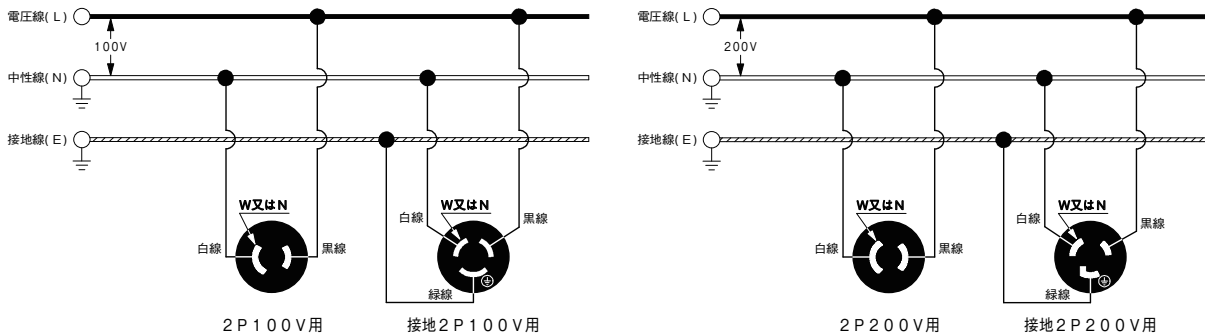 電圧線(L)
100V
中性線(N)
接地線(E)
W又はN
白線
黒線
W又はN
白線
黒線
緑線
2P100V用
接地2P100V用
電圧線(L)
200V
中性線(N)
接地線(E)
W又はN
白線
黒線
W又はN
白線
黒線
緑線
2P200V用
接地2P200V用